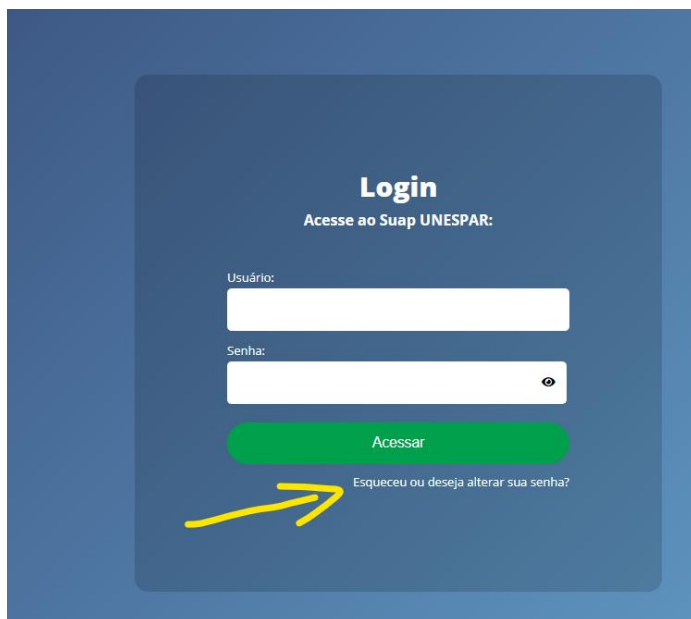 Login
Acesse ao Suap UNESPAR:
Usuário:
Senha:
Acessar
Esqueceu ou deseja alterar sua senha?